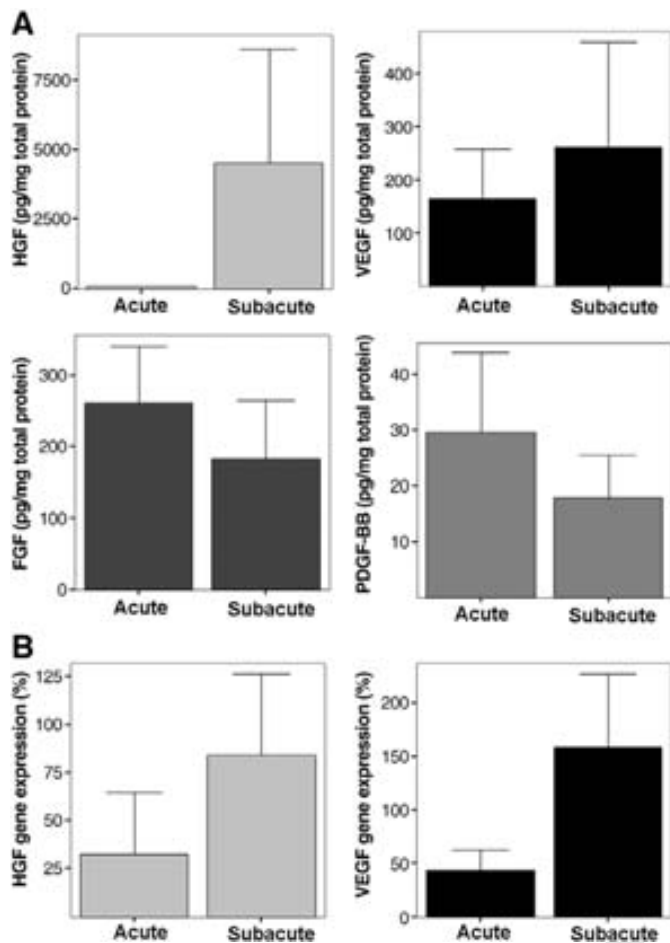 A
HGF (pg/mg total protein)
7500
5000
2500
0
Acute Subacute
VEGF (pg/mg total protein)
400
300
200
100
Acute Subacute
FGF (pg/mg total protein)
300
200
100
0
Acute Subacute
PDGF-BB (pg/mg total protein)
40
30
20
10
Acute Subacute
B
HGF gene expression (%)
125
100
75
50
25
Acute Subacute
VEGF gene expression (%)
200
150
100
50
0
Acute Subacute